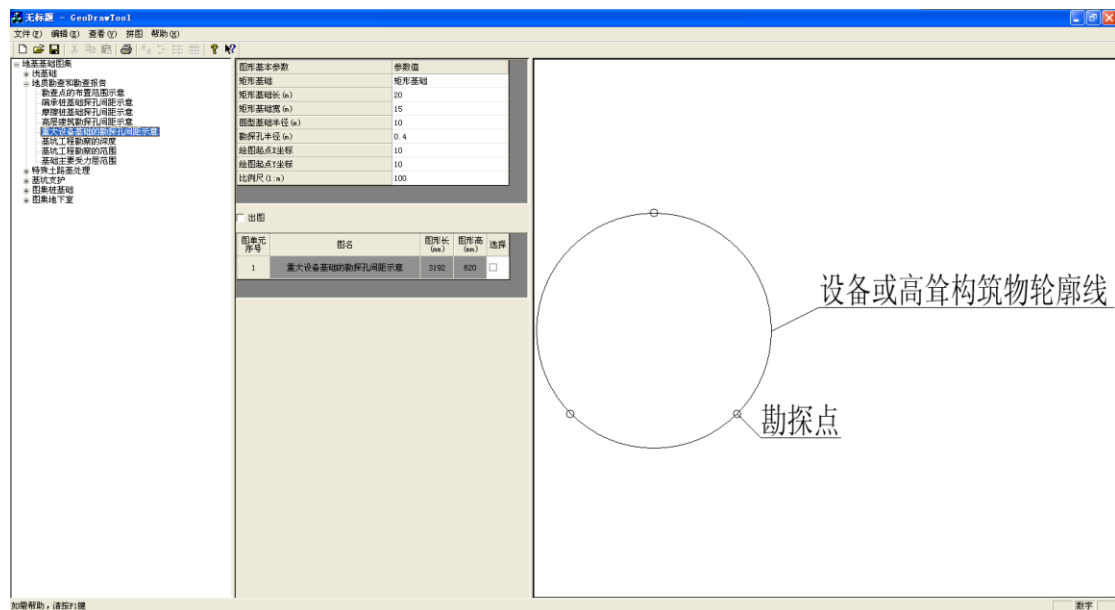 无标题 - GeoDrawTool
文件(F) 编辑(E) 查看(V) 拼图 帮助(H)
地基基础图集
浅基础
地质勘查和勘查报告
勘查点的布置范围示意
端承桩基础探孔间距示意
摩擦桩基础探孔间距示意
高层建筑勘探孔间距示意
重大设备基础的勘探孔间距示意
基坑工程勘察的深度
基坑工程勘察的范围
基础主要受力层范围
特殊土路基处理
基坑支护
图集桩基础
图集地下室
图形基本参数 参数值
矩形基础 矩形基础
矩形基础长(m) 20
矩形基础宽(m) 15
圆型基础半径(m) 10
勘探孔半径(m) 0.4
绘图起点X坐标 10
绘图起点Y坐标 10
比例尺(1:m) 100
出图
图单元序号 图名 图形长(mm) 图形高(mm) 选择
1 重大设备基础的勘探孔间距示意 3192 620
设备或高耸构筑物轮廓线
勘探点
如需帮助，请按F1键
数字